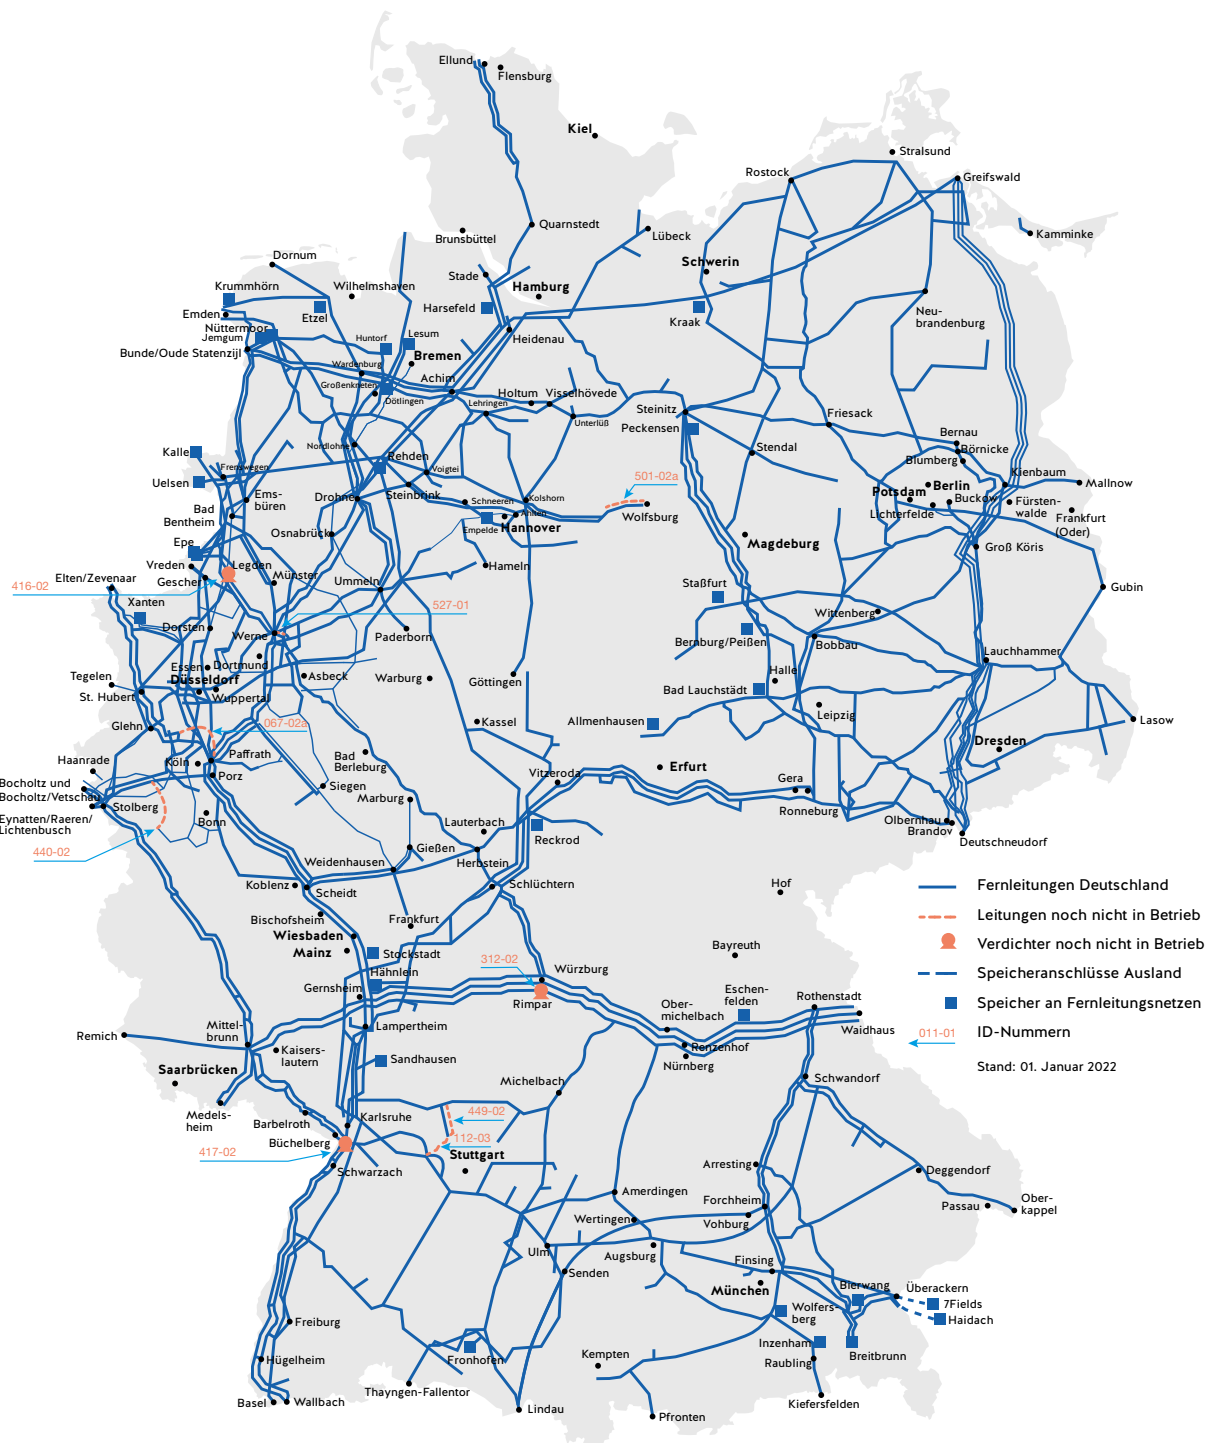 Ellund
Flensburg
Kiel
Stralsund
Rostock
Greifswald
Quarnstedt
Brunsbüttel
Lübeck
Kamminke
Dornum
Schwerin
Stade
Krummhörn
Wilhelmshaven
Hamburg
Harsefeld
Emden
Etzel
Kraak
Neu-
brandenburg
Nüttermoor
Jemgum
Huntorf
Lesum
Heidenau
Bunde/Oude Statenzijl
Bremen
Wardenburg
Achim
Großenkneten
Dötlingen
Holtum
Visselhövede
Lehringen
Steinitz
Friesack
Unterlüß
Peckensen
Bernau
Börnicke
Blumberg
Nordlohne
Stendal
Kalle
Rehden
Frenswegen
Voigtei
Kienbaum
Uelsen
501-02a
Mallnow
Berlin
Potsdam
Ems-
büren
Drohne
Steinbrink
Schneeren
Kolshorn
Buckow
Fürsten-
walde
Lichterfelde
Wolfsburg
Frankfurt
(Oder)
Bad
Bentheim
Ahlten
Empelde
Hannover
Osnabrück
Magdeburg
Groß Köris
Epe
Vreden
Legden
Hameln
Elten/Zevenaar
Gescher
Münster
Ummeln
Staßfurt
Gubin
416-02
Xanten
527-01
Wittenberg
Dorsten
Werne
Paderborn
Bernburg/Peißen
Bobbau
Lauchhammer
Essen
Dortmund
Tegelen
Düsseldorf
Asbeck
Warburg
Göttingen
Halle
Bad Lauchstädt
St. Hubert
Wuppertal
Leipzig
Glehn
067-02a
Kassel
Allmenhausen
Lasow
Haanrade
Köln
Paffrath
Bad
Berleburg
Dresden
Porz
Vitzeroda
Erfurt
Gera
Bocholtz und
Bocholtz/Vetschau
Siegen
Marburg
Stolberg
Ronneburg
Eynatten/Raeren/
Lichtenbusch
Bonn
Lauterbach
Reckrod
Olbernhau
Brandov
440-02
Gießen
Deutschneudorf
Weidenhausen
Herbstein
Koblenz
Scheidt
Schlüchtern
Hof
Fernleitungen Deutschland
Bischofsheim
Frankfurt
Leitungen noch nicht in Betrieb
Wiesbaden
Verdichter noch nicht in Betrieb
Mainz
Stockstadt
Bayreuth
312-02
Hähnlein
Würzburg
Speicheranschlüsse Ausland
Gernsheim
Eschen-
felden
Rothenstadt
Speicher an Fernleitungsnetzen
Rimpar
Ober-
michelbach
Waidhaus
011-01
ID-Nummern
Remich
Mittel-
brunn
Lampertheim
Kaisers-
lautern
Renzenhof
Sandhausen
Nürnberg
Stand: 01. Januar 2022
Saarbrücken
Michelbach
Schwandorf
Medels-
heim
Barbelroth
Karlsruhe
449-02
Büchelberg
112-03
417-02
Stuttgart
Schwarzach
Arresting
Deggendorf
Amerdingen
Forchheim
Passau
Ober-
kappel
Wertingen
Vohburg
Ulm
Augsburg
Finsing
Senden
München
Bierwang
Überackern
7Fields
Wolfers-
berg
Haidach
Freiburg
Fronhofen
Kempten
Inzenham
Hügelheim
Raubling
Breitbrunn
Thayngen-Fallentor
Basel
Wallbach
Lindau
Pfronten
Kiefersfelden